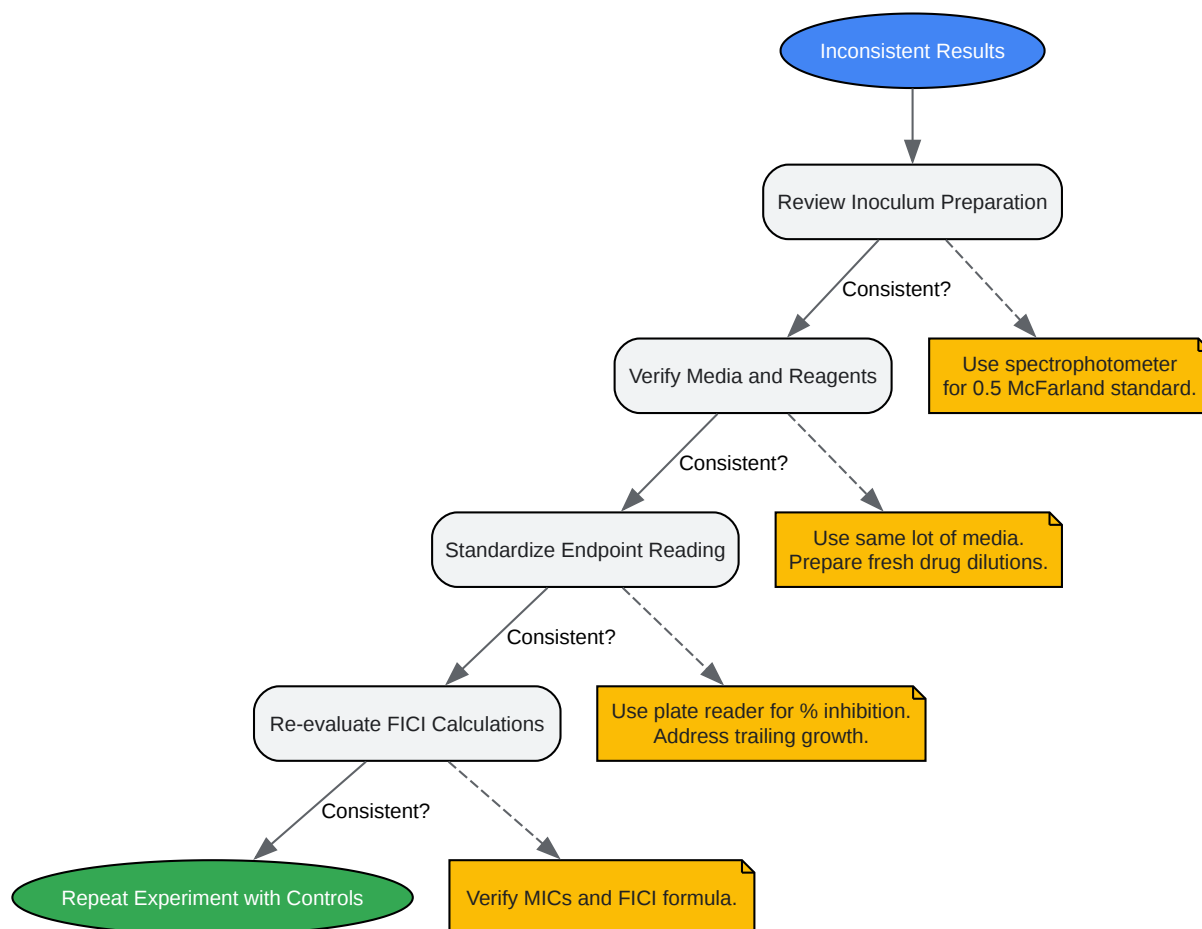 Inconsistent Results
Review Inoculum Preparation
Consistent?
Verify Media and Reagents
Use spectrophotometer
for 0.5 McFarland standard.
Consistent?
Standardize Endpoint Reading
Use same lot of media.
Prepare fresh drug dilutions.
Consistent?
Re-evaluate FICI Calculations
Use plate reader for % inhibition.
Address trailing growth.
Consistent?
Repeat Experiment with Controls
Verify MICs and FICI formula.